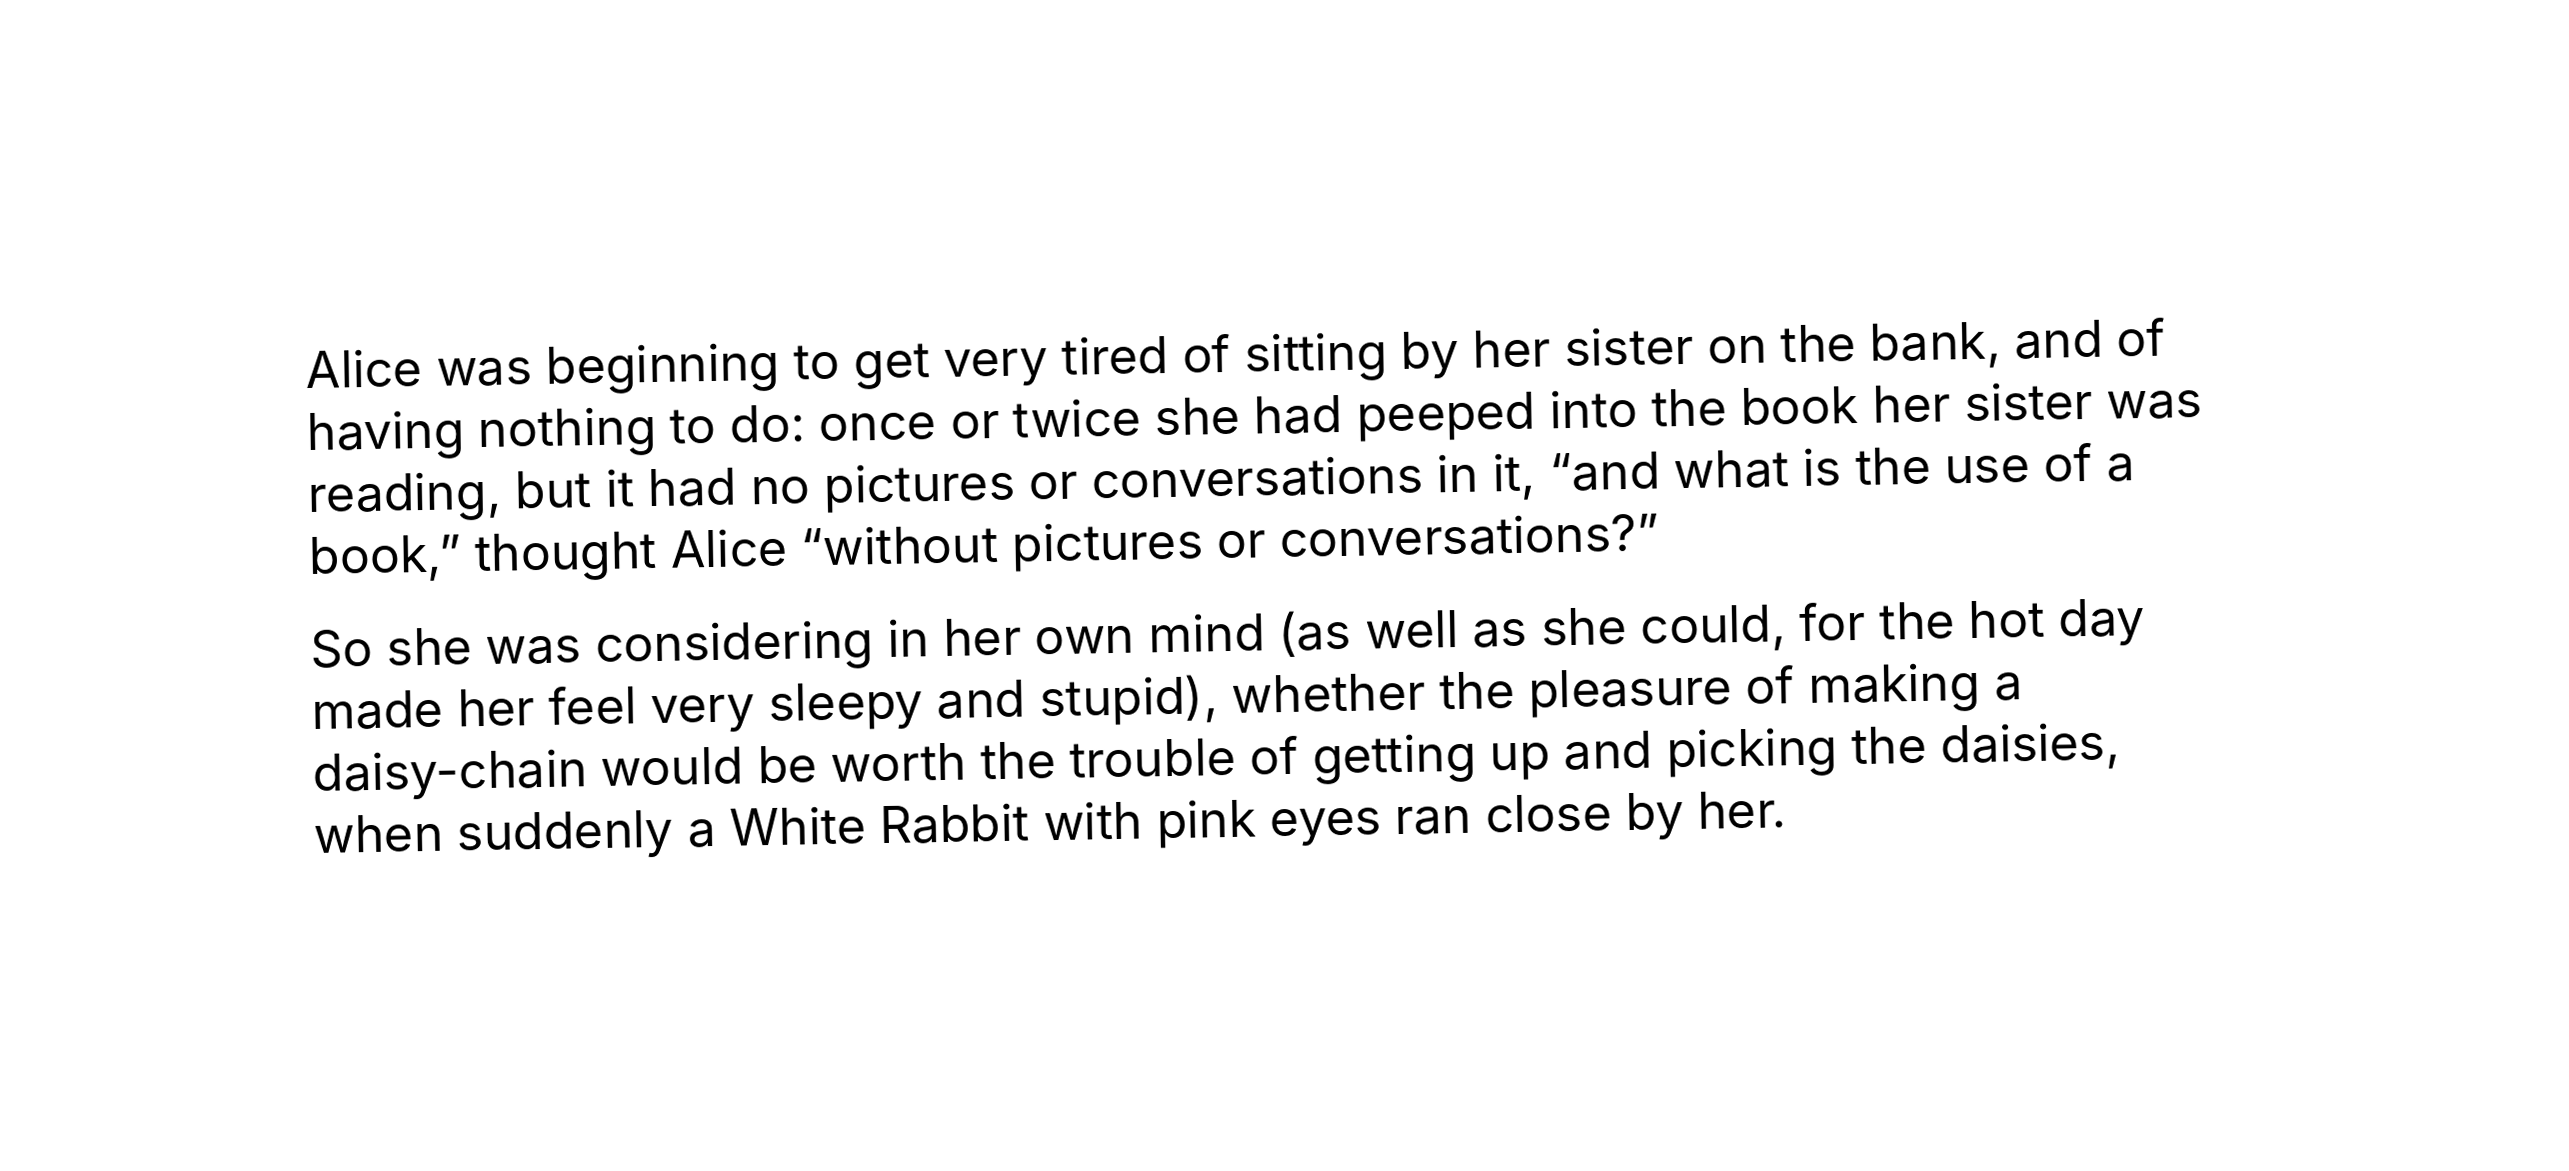 Alice was beginning to get very tired of sitting by her sister on the bank, and of
having nothing to do: once or twice she had peeped into the book her sister was
reading, but it had no pictures or conversations in it, “and what is the use of a
book,” thought Alice “without pictures or conversations?”
So she was considering in her own mind (as well as she could, for the hot day
made her feel very sleepy and stupid), whether the pleasure of making a
daisy-chain would be worth the trouble of getting up and picking the daisies,
when suddenly a White Rabbit with pink eyes ran close by her.